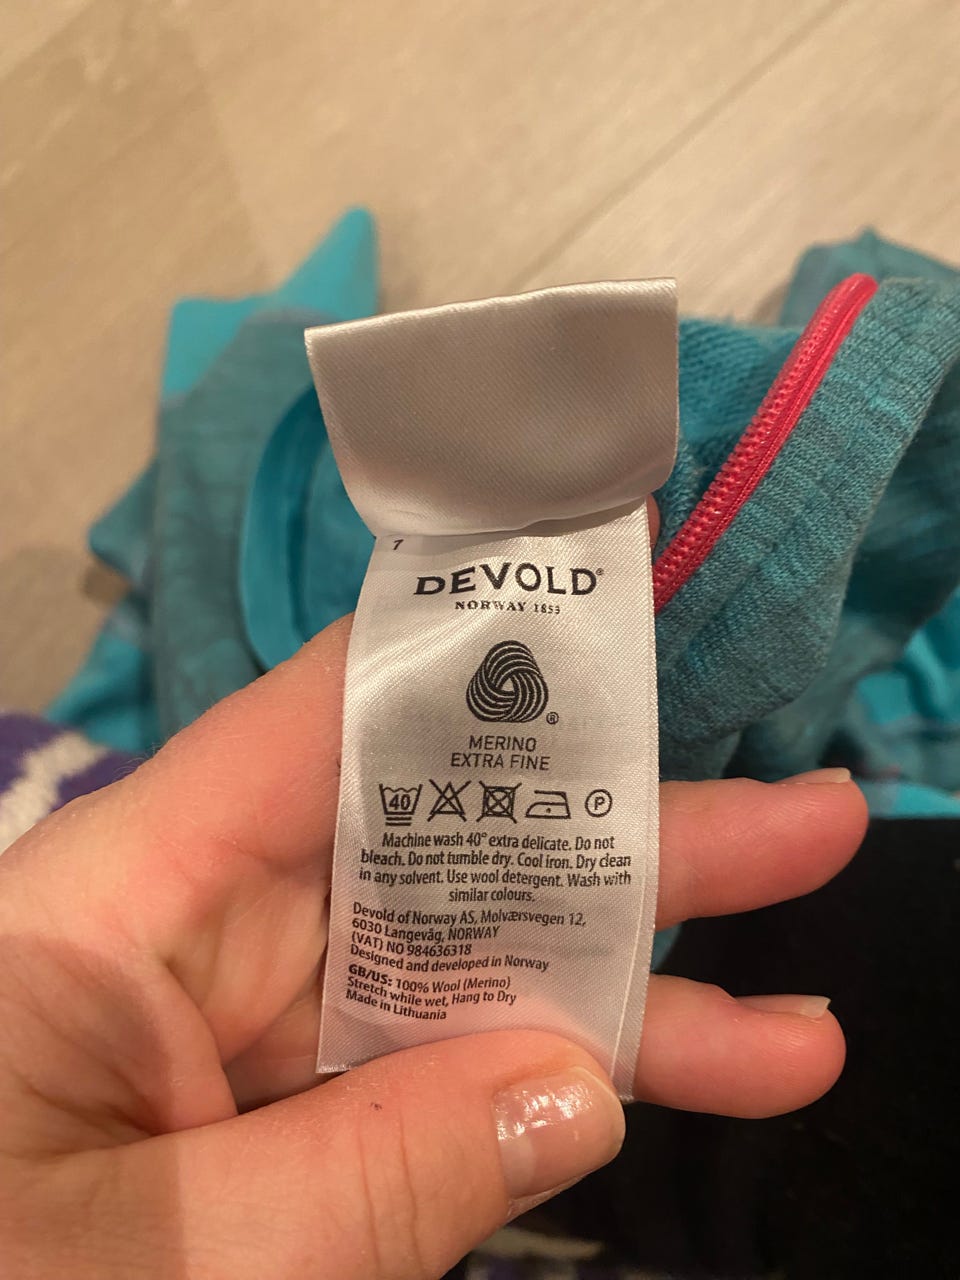 1
DEVOLD®
NORWAY 1853
®
MERINO
EXTRA FINE
40 P
Machine wash 40° extra delicate. Do not
bleach. Do not tumble dry. Cool iron. Dry clean
in any solvent. Use wool detergent. Wash with
similar colours.
Devold of Norway AS, Molværsvegen 12,
6030 Langevåg, NORWAY
(VAT) NO 984636318
Designed and developed in Norway
GB/US: 100% Wool (Merino)
Stretch while wet, Hang to Dry
Made in Lithuania